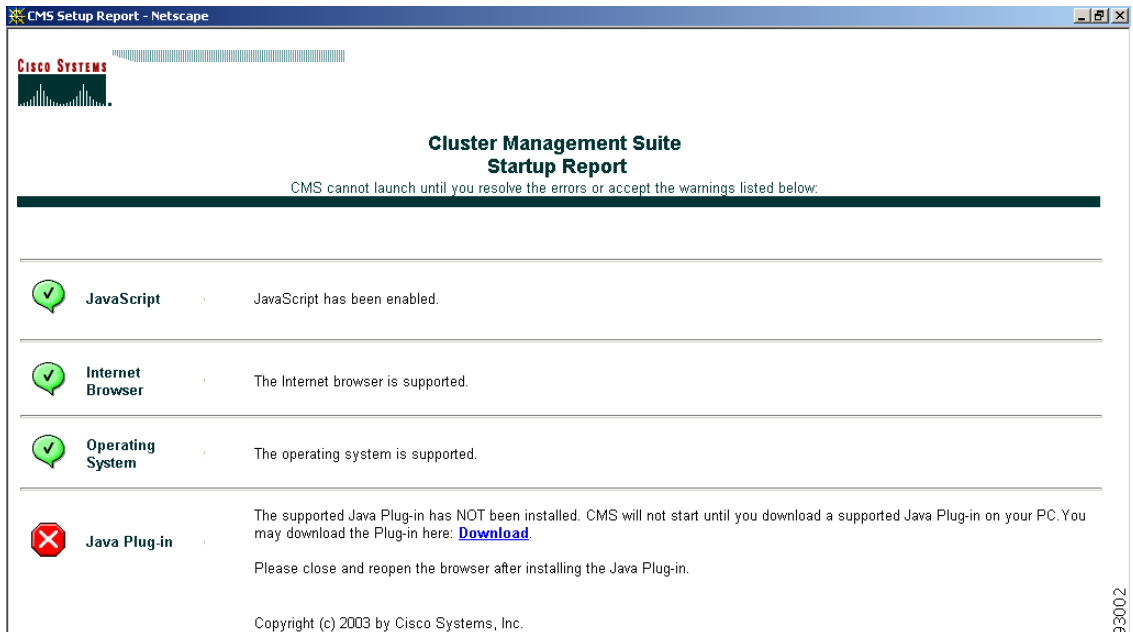 CMS Setup Report - Netscape
CISCO SYSTEMS
Cluster Management Suite
Startup Report
CMS cannot launch until you resolve the errors or accept the warnings listed below:
JavaScript
JavaScript has been enabled.
Internet
Browser
The Internet browser is supported.
Operating
System
The operating system is supported.
Java Plug-in
The supported Java Plug-in has NOT been installed. CMS will not start until you download a supported Java Plug-in on your PC.You
may download the Plug-in here: Download.
Please close and reopen the browser after installing the Java Plug-in.
Copyright (c) 2003 by Cisco Systems, Inc.
93002